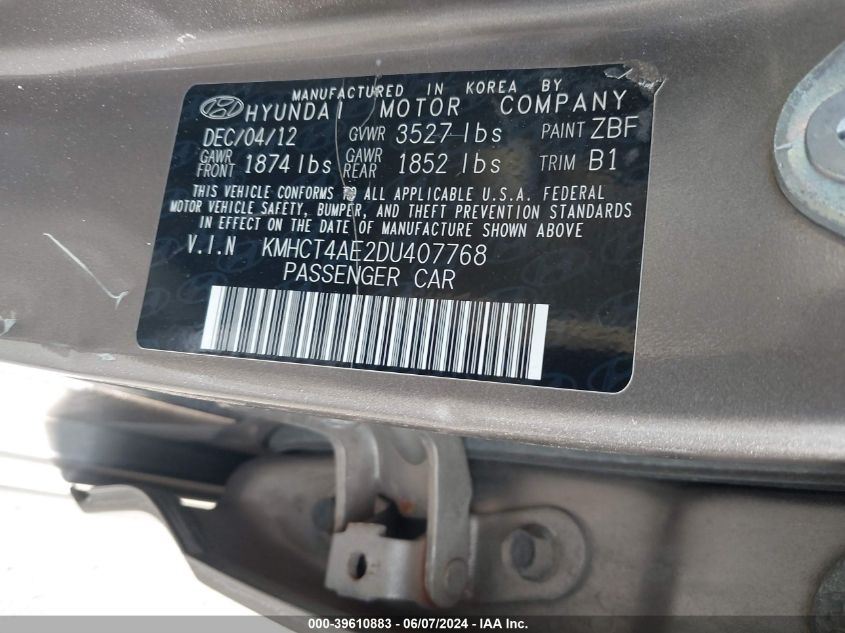 MANUFACTURED IN KOREA BY
HYUNDAI MOTOR COMPANY
DEC/04/12 GVWR 3527 lbs PAINT ZBF
GAWR FRONT 1874 lbs GAWR REAR 1852 lbs TRIM B1
THIS VEHICLE CONFORMS TO ALL APPLICABLE U.S.A. FEDERAL
MOTOR VEHICLE SAFETY, BUMPER, AND THEFT PREVENTION STANDARDS
IN EFFECT ON THE DATE OF MANUFACTURE SHOWN ABOVE
V.I.N KMHCT4AE2DU407768
PASSENGER CAR
000-39610883 - 06/07/2024 - IAA Inc.